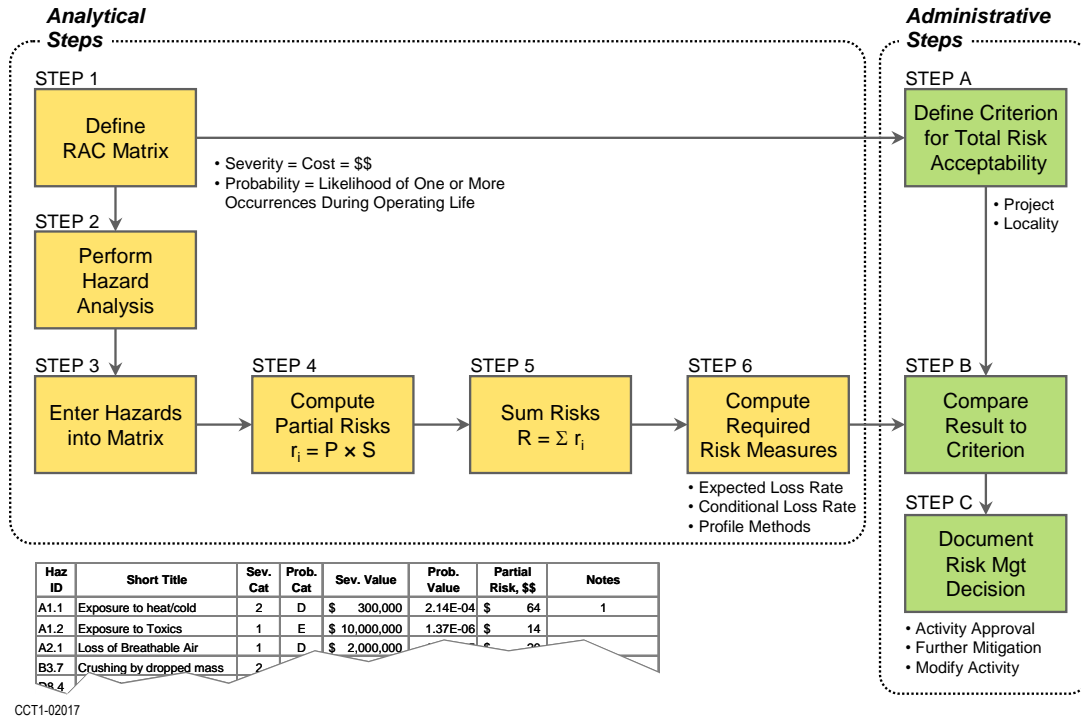 Analytical
Steps
Administrative
Steps
STEP 1
Define
RAC Matrix
• Severity = Cost = $$
• Probability = Likelihood of One or More
Occurrences During Operating Life
STEP A
Define Criterion
for Total Risk
Acceptability
• Project
• Locality
STEP 2
Perform
Hazard
Analysis
STEP 3
Enter Hazards
into Matrix
STEP 4
Compute
Partial Risks
rᵢ = P × S
STEP 5
Sum Risks
R = Σ rᵢ
STEP 6
Compute
Required
Risk Measures
• Expected Loss Rate
• Conditional Loss Rate
• Profile Methods
STEP B
Compare
Result to
Criterion
STEP C
Document
Risk Mgt
Decision
• Activity Approval
• Further Mitigation
• Modify Activity
Haz ID Short Title Sev. Cat Prob. Cat Sev. Value Prob. Value Partial Risk, $$ Notes
A1.1 Exposure to heat/cold 2 D $ 300,000 2.14E-04 $ 64 1
A1.2 Exposure to Toxics 1 E $ 10,000,000 1.37E-06 $ 14
A2.1 Loss of Breathable Air 1 D $ 2,000,000
B3.7 Crushing by dropped mass 2
CCT1-02017